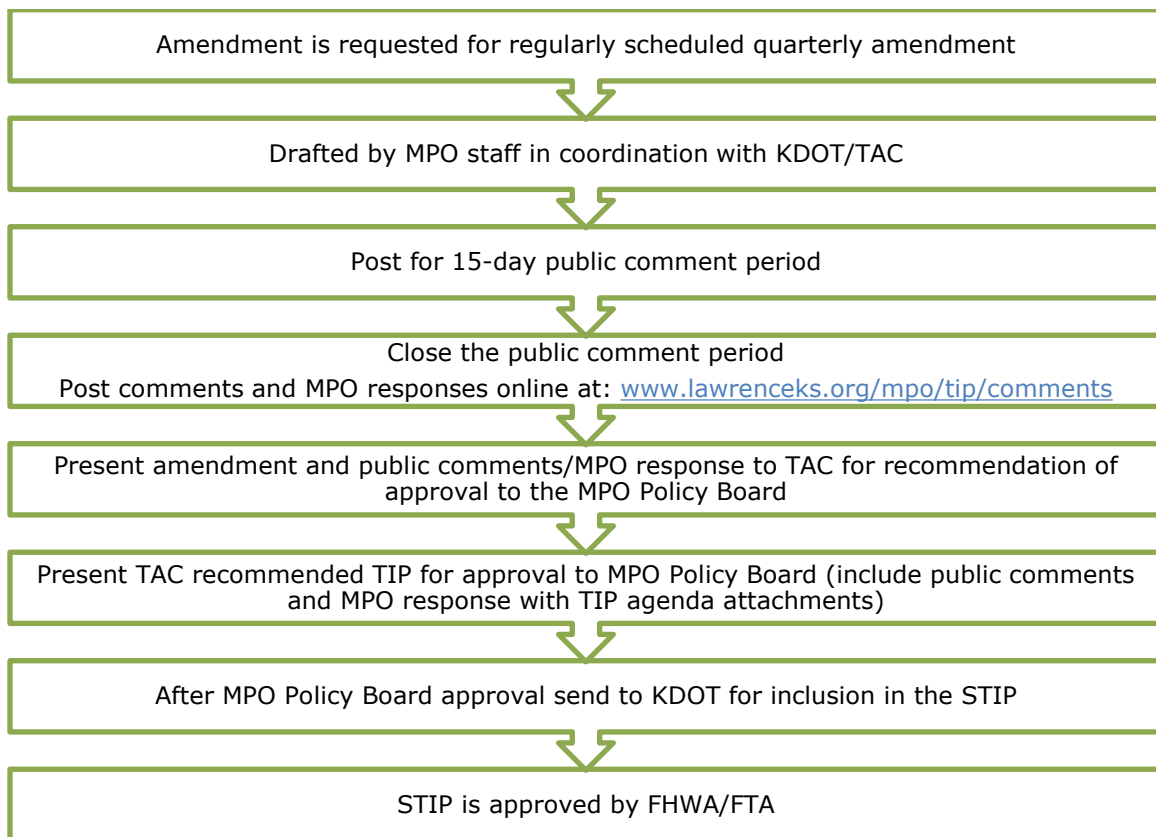 Amendment is requested for regularly scheduled quarterly amendment
Drafted by MPO staff in coordination with KDOT/TAC
Post for 15-day public comment period
Close the public comment period
Post comments and MPO responses online at: www.lawrenceks.org/mpo/tip/comments
Present amendment and public comments/MPO response to TAC for recommendation of
approval to the MPO Policy Board
Present TAC recommended TIP for approval to MPO Policy Board (include public comments
and MPO response with TIP agenda attachments)
After MPO Policy Board approval send to KDOT for inclusion in the STIP
STIP is approved by FHWA/FTA